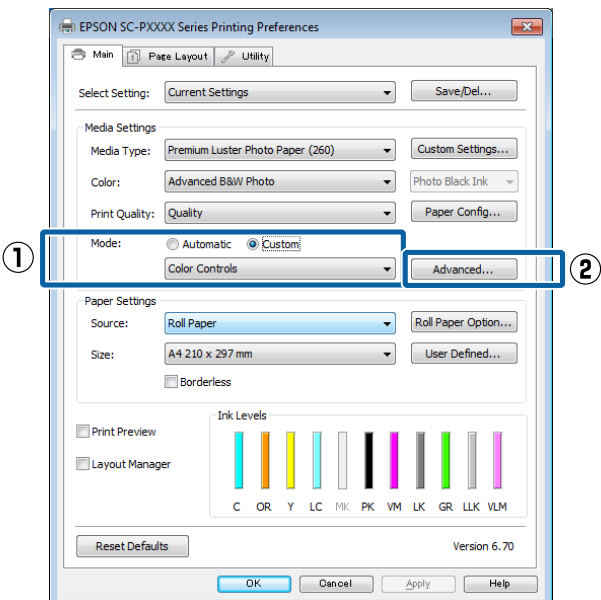 EPSON SC-PXXXX Series Printing Preferences
Main Page Layout Utility
Select Setting: Current Settings Save/Del...
Media Settings
Media Type: Premium Luster Photo Paper (260) Custom Settings...
Color: Advanced B&W Photo Photo Black Ink
Print Quality: Quality Paper Config...
Mode: Automatic Custom
① Color Controls Advanced... ②
Paper Settings
Source: Roll Paper Roll Paper Option...
Size: A4 210 x 297 mm User Defined...
Borderless
Ink Levels
Print Preview
Layout Manager
C OR Y LC MK PK VM LK GR LLK VLM
Reset Defaults Version 6.70
OK Cancel Apply Help